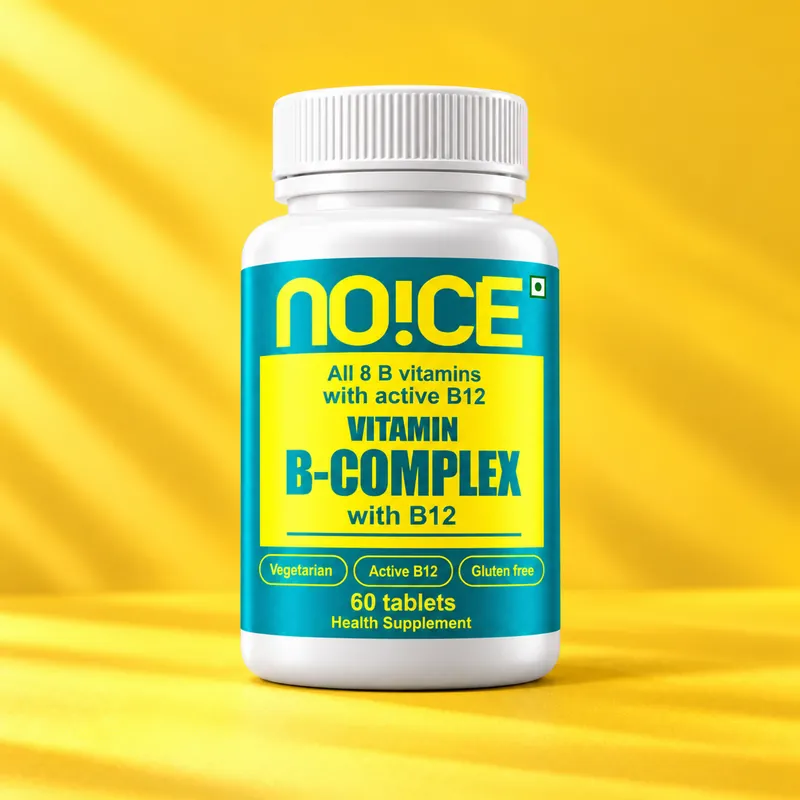 NO!CE
All 8 B vitamins
with active B12
VITAMIN
B-COMPLEX
with B12
Vegetarian
Active B12
Gluten free
60 tablets
Health Supplement